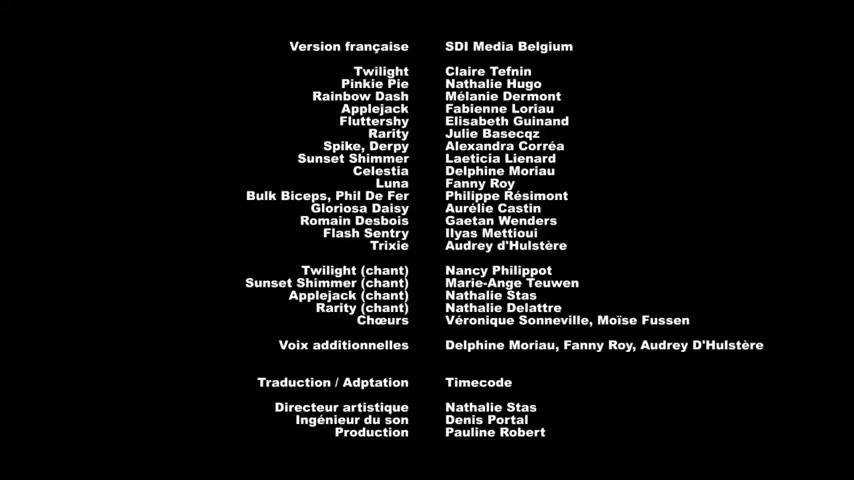 Version française SDI Media Belgium
Twilight Claire Tefnin
Pinkie Pie Nathalie Hugo
Rainbow Dash Mélanie Dermont
Applejack Fabienne Loriau
Fluttershy Elisabeth Guinand
Rarity Julie Basecqz
Spike, Derpy Alexandra Corréa
Sunset Shimmer Laeticia Lienard
Celestia Delphine Moriau
Luna Fanny Roy
Bulk Biceps, Phil De Fer Philippe Résimont
Gloriosa Daisy Aurélie Castin
Romain Desbois Gaetan Wenders
Flash Sentry Ilyas Mettioui
Trixie Audrey d'Hulstère
Twilight (chant) Nancy Philippot
Sunset Shimmer (chant) Marie-Ange Teuwen
Applejack (chant) Nathalie Stas
Rarity (chant) Nathalie Delattre
Chœurs Véronique Sonneville, Moïse Fussen
Voix additionnelles Delphine Moriau, Fanny Roy, Audrey D'Hulstère
Traduction / Adptation Timecode
Directeur artistique Nathalie Stas
Ingénieur du son Denis Portal
Production Pauline Robert